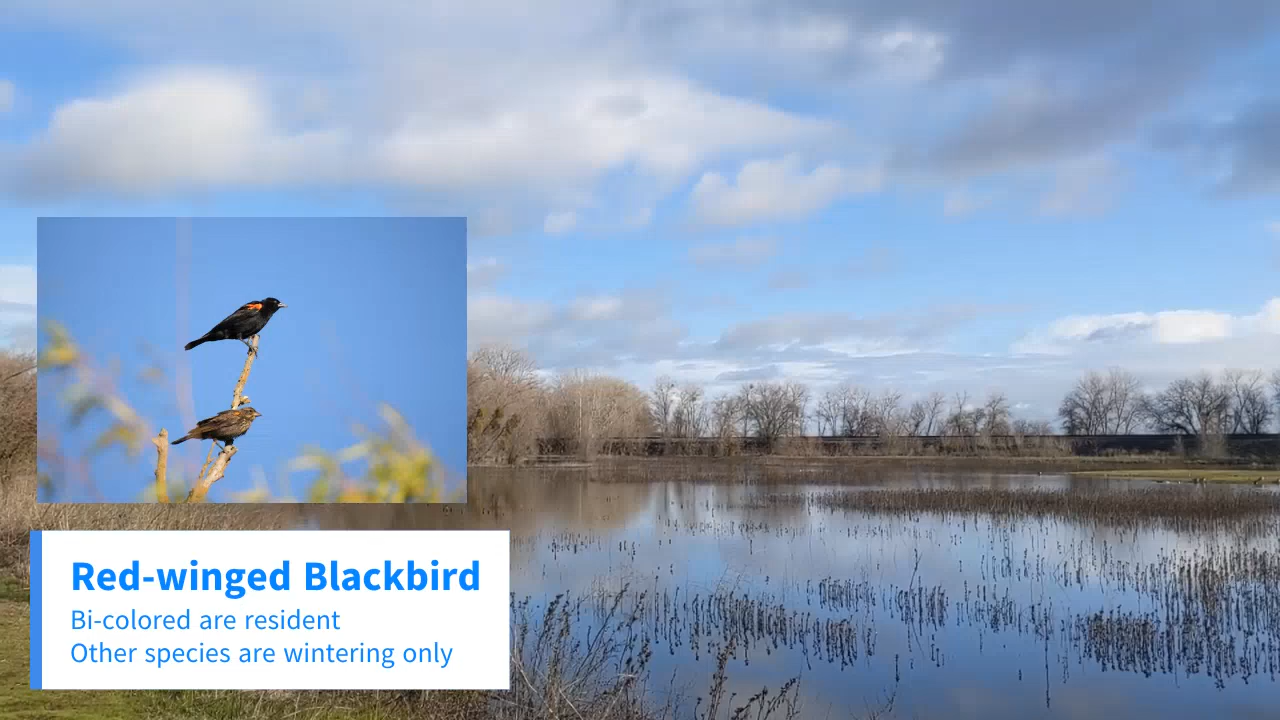 Red-winged Blackbird
Bi-colored are resident
Other species are wintering only